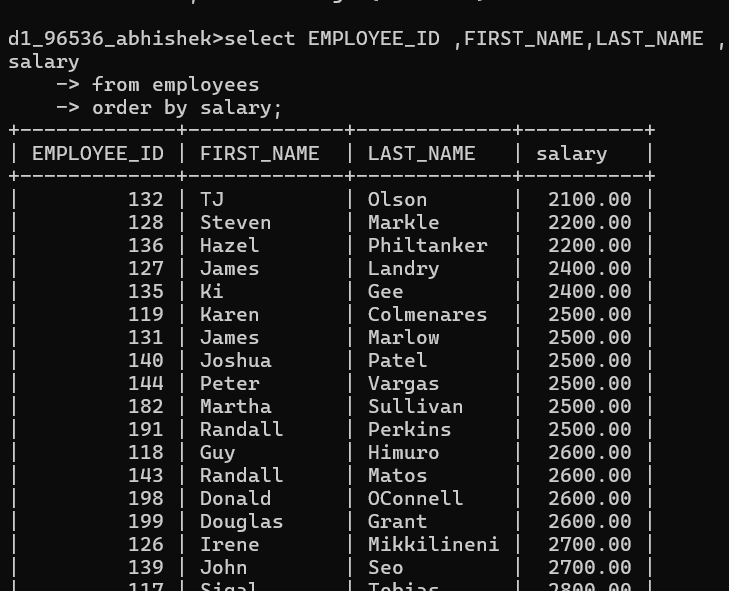 d1_96536_abhishek>select EMPLOYEE_ID ,FIRST_NAME,LAST_NAME ,
salary
    -> from employees
    -> order by salary;
+-------------+-------------+-------------+----------+
| EMPLOYEE_ID | FIRST_NAME  | LAST_NAME   | salary   |
+-------------+-------------+-------------+----------+
|         132 | TJ          | Olson       |  2100.00 |
|         128 | Steven      | Markle      |  2200.00 |
|         136 | Hazel       | Philtanker  |  2200.00 |
|         127 | James       | Landry      |  2400.00 |
|         135 | Ki          | Gee         |  2400.00 |
|         119 | Karen       | Colmenares  |  2500.00 |
|         131 | James       | Marlow      |  2500.00 |
|         140 | Joshua      | Patel       |  2500.00 |
|         144 | Peter       | Vargas      |  2500.00 |
|         182 | Martha      | Sullivan    |  2500.00 |
|         191 | Randall     | Perkins     |  2500.00 |
|         118 | Guy         | Himuro      |  2600.00 |
|         143 | Randall     | Matos       |  2600.00 |
|         198 | Donald      | OConnell    |  2600.00 |
|         199 | Douglas     | Grant       |  2600.00 |
|         126 | Irene       | Mikkilineni |  2700.00 |
|         139 | John        | Seo         |  2700.00 |
|         117 | Sigal       | Tobias      |  2800.00 |